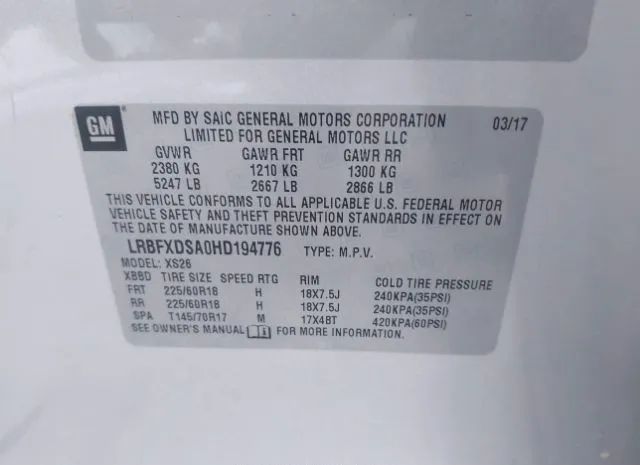 GM
MFD BY SAIC GENERAL MOTORS CORPORATION 03/17
LIMITED FOR GENERAL MOTORS LLC
GVWR GAWR FRT GAWR RR
2380 KG 1210 KG 1300 KG
5247 LB 2667 LB 2866 LB
THIS VEHICLE CONFORMS TO ALL APPLICABLE U.S. FEDERAL MOTOR
VEHICLE SAFETY AND THEFT PREVENTION STANDARDS IN EFFECT ON
THE DATE OF MANUFACTURE SHOWN ABOVE.
LRBFXDSA0HD194776 TYPE: M.P.V.
MODEL: XS26
XBBD TIRE SIZE SPEED RTG RIM COLD TIRE PRESSURE
FRT 225/60R18 H 18X7.5J 240KPA(35PSI)
RR 225/60R18 H 18X7.5J 240KPA(35PSI)
SPA T145/70R17 M 17X4BT 420KPA(60PSI)
SEE OWNER'S MANUAL FOR MORE INFORMATION.